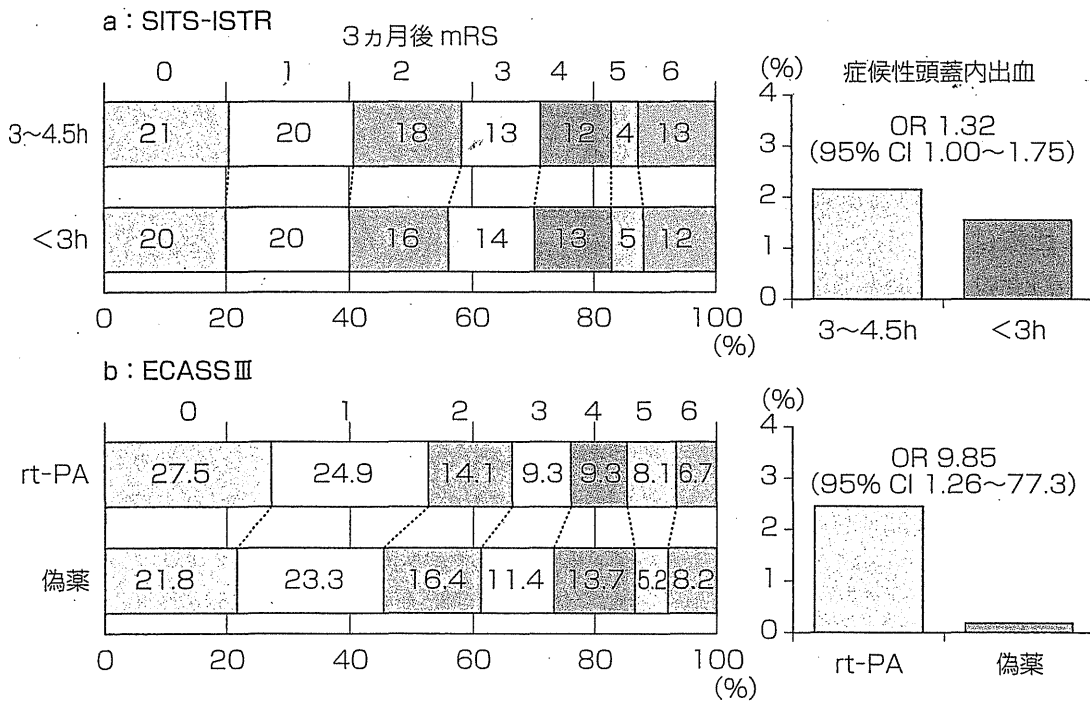 a：SITS-ISTR
3ヵ月後 mRS
0 1 2 3 4 5 6
3～4.5h 21 20 18 13 12 4 13
＜3h 20 20 16 14 13 5 12
0 20 40 60 80 100
(%)
(%) 症候性頭蓋内出血
4
OR 1.32
3 (95% CI 1.00～1.75)
2
1
0
3～4.5h ＜3h
b：ECASSⅢ
0 1 2 3 4 5 6
rt-PA 27.5 24.9 14.1 9.3 9.3 8.1 6.7
偽薬 21.8 23.3 16.4 11.4 13.7 5.2 8.2
0 20 40 60 80 100
(%)
(%)
4
OR 9.85
3 (95% CI 1.26～77.3)
2
1
0
rt-PA 偽薬